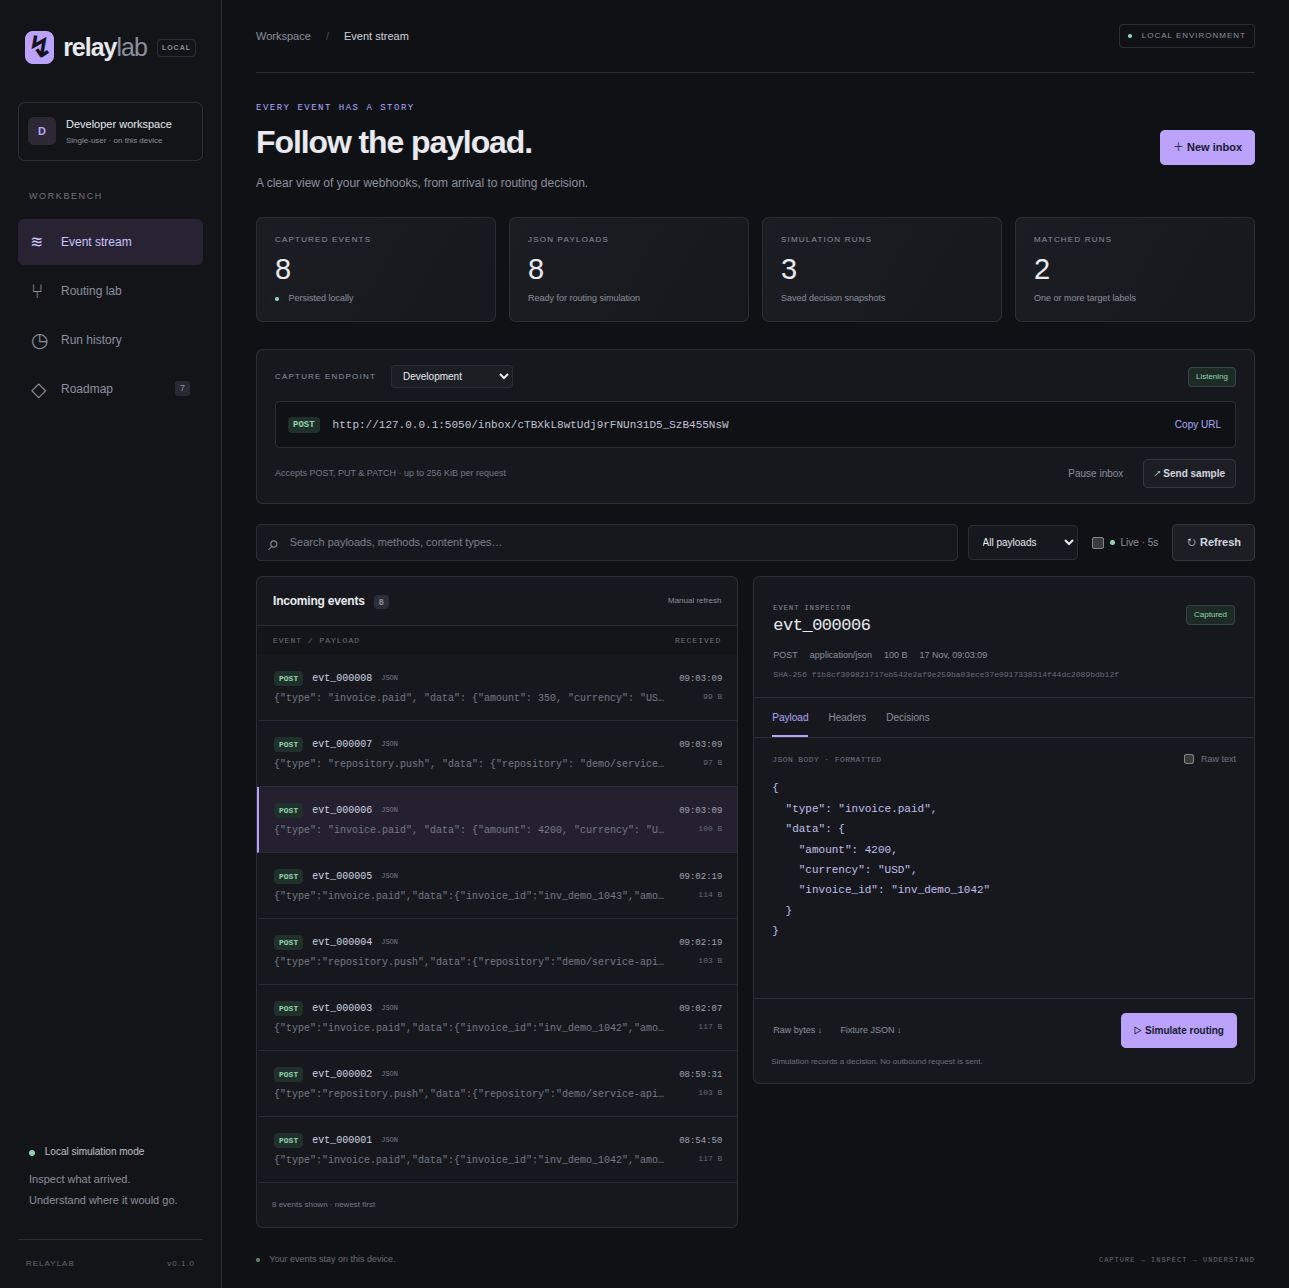 relaylab LOCAL
D Developer workspace
Single-user · on this device
WORKBENCH
Event stream
Routing lab
Run history
Roadmap 7
Local simulation mode
Inspect what arrived.
Understand where it would go.
RELAYLAB v0.1.0
Workspace / Event stream
LOCAL ENVIRONMENT
EVERY EVENT HAS A STORY
Follow the payload.
A clear view of your webhooks, from arrival to routing decision.
+ New inbox
CAPTURED EVENTS
8
Persisted locally
JSON PAYLOADS
8
Ready for routing simulation
SIMULATION RUNS
3
Saved decision snapshots
MATCHED RUNS
2
One or more target labels
CAPTURE ENDPOINT Development
Listening
POST http://127.0.0.1:5050/inbox/cTBXkL8wtUdj9rFNUn31D5_SzB455NsW Copy URL
Accepts POST, PUT & PATCH · up to 256 KiB per request
Pause inbox ↗ Send sample
Search payloads, methods, content types…
All payloads
Live · 5s
↻ Refresh
Incoming events 8
Manual refresh
EVENT / PAYLOAD RECEIVED
POST evt_000008 JSON 09:03:09
{"type": "invoice.paid", "data": {"amount": 350, "currency": "US… 99 B
POST evt_000007 JSON 09:03:09
{"type": "repository.push", "data": {"repository": "demo/service… 97 B
POST evt_000006 JSON 09:03:09
{"type": "invoice.paid", "data": {"amount": 4200, "currency": "U… 100 B
POST evt_000005 JSON 09:02:19
{"type":"invoice.paid","data":{"invoice_id":"inv_demo_1043","amo… 114 B
POST evt_000004 JSON 09:02:19
{"type":"repository.push","data":{"repository":"demo/service-api… 103 B
POST evt_000003 JSON 09:02:07
{"type":"invoice.paid","data":{"invoice_id":"inv_demo_1042","amo… 117 B
POST evt_000002 JSON 08:59:31
{"type":"repository.push","data":{"repository":"demo/service-api… 103 B
POST evt_000001 JSON 08:54:50
{"type":"invoice.paid","data":{"invoice_id":"inv_demo_1042","amo… 117 B
8 events shown · newest first
EVENT INSPECTOR
evt_000006
Captured
POST application/json 100 B 17 Nov, 09:03:09
SHA-256 f1b8cf309821717eb542e2af9e259ba03ece37e0917338314f44dc2089bdb12f
Payload Headers Decisions
JSON BODY · FORMATTED
Raw text
{
"type": "invoice.paid",
"data": {
"amount": 4200,
"currency": "USD",
"invoice_id": "inv_demo_1042"
}
}
Raw bytes ↓ Fixture JSON ↓
▷ Simulate routing
Simulation records a decision. No outbound request is sent.
Your events stay on this device.
CAPTURE → INSPECT → UNDERSTAND